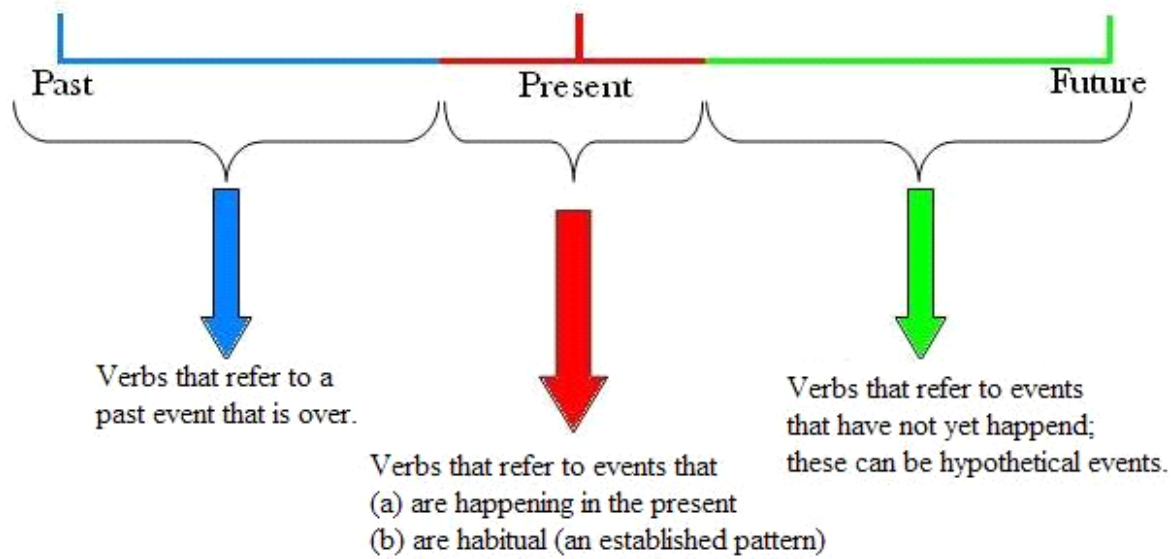 Past
Present
Future
Verbs that refer to a
past event that is over.
Verbs that refer to events that
(a) are happening in the present
(b) are habitual (an established pattern)
Verbs that refer to events
that have not yet happend;
these can be hypothetical events.